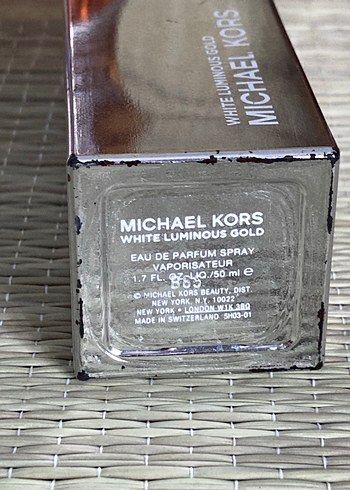 WHITE LUMINOUS GOLD
MICHAEL KORS
MICHAEL KORS
WHITE LUMINOUS GOLD
EAU DE PARFUM SPRAY
VAPORISATEUR
1.7 FL. OZ. LIQ./50 ml ℮
© MICHAEL KORS BEAUTY, DIST.
NEW YORK, N.Y. 10022
NEW YORK • LONDON W1K 3BQ
MADE IN SWITZERLAND 5H03-01